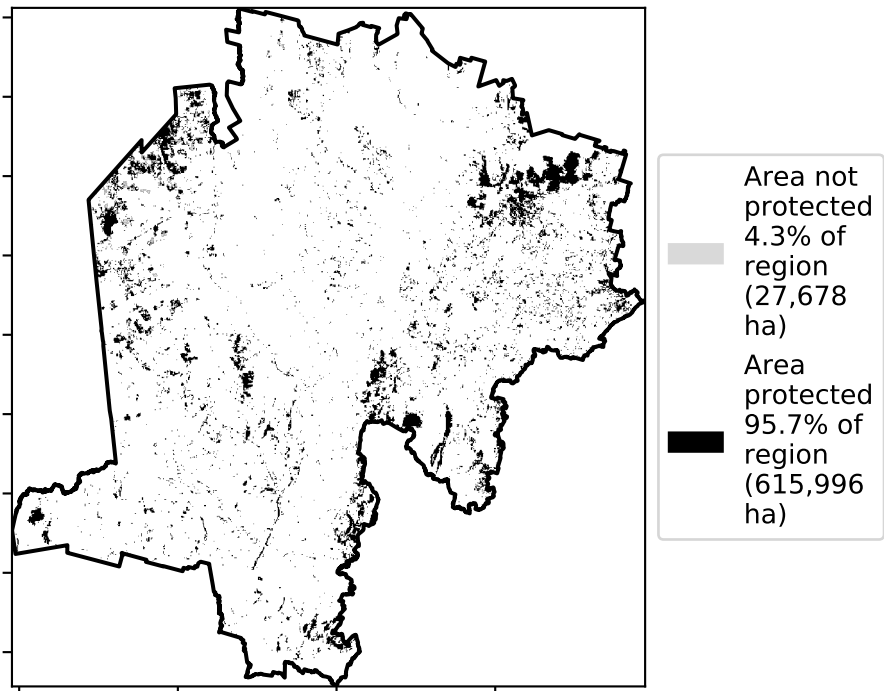 Area not
protected
4.3% of
region
(27,678
ha)
Area
protected
95.7% of
region
(615,996
ha)